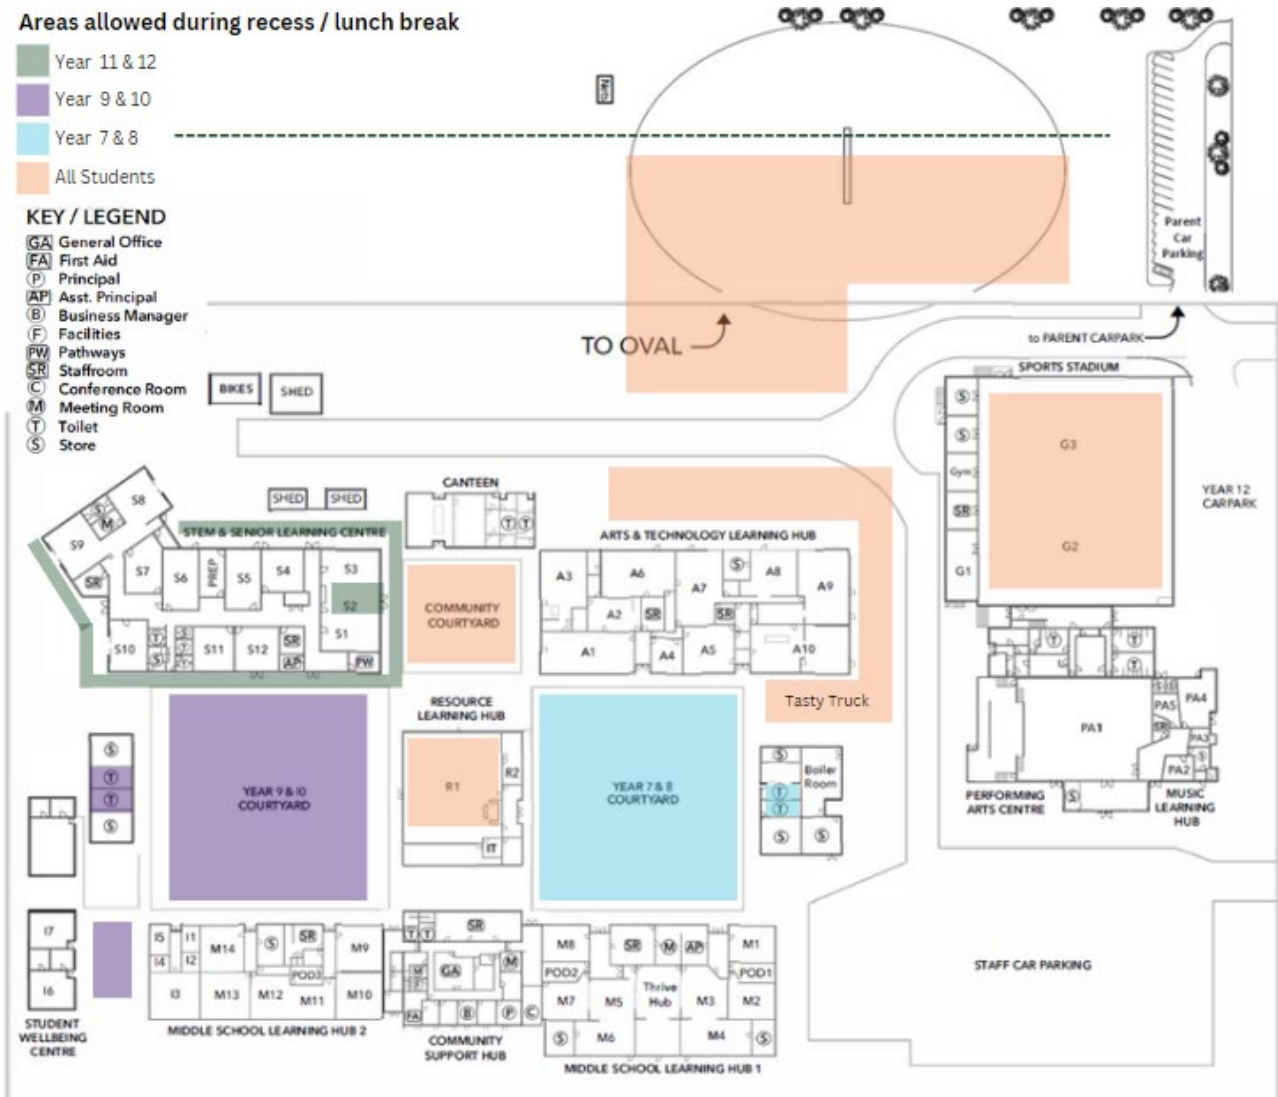 Areas allowed during recess / lunch break
Year 11 & 12
Year 9 & 10
Year 7 & 8
All Students
KEY / LEGEND
GA General Office
FA First Aid
P Principal
AP Asst. Principal
B Business Manager
F Facilities
PW Pathways
SR Staffroom
C Conference Room
M Meeting Room
T Toilet
S Store
Nets
Parent
Car
Parking
TO OVAL
to PARENT CARPARK
SPORTS STADIUM
BIKES
SHED
S
S
Gym
SR
G1
G3
G2
YEAR 12
CARPARK
SHED
SHED
CANTEEN
T T
STEM & SENIOR LEARNING CENTRE
S8
S
M
S9
SR
S7
S6
PREP
S5
S4
S3
S2
S1
S10
T
S
S
T
S11
S12
SR
AP
PW
COMMUNITY
COURTYARD
ARTS & TECHNOLOGY LEARNING HUB
A3
A6
A7
S
A8
A9
A2
SR
SR
A1
A4
A5
A10
Tasty Truck
RESOURCE
LEARNING HUB
R1
R2
IT
S
T
T
S
YEAR 9 & 10
COURTYARD
YEAR 7 & 8
COURTYARD
S
Boiler
Room
T
T
S
S
T
T
T
PA1
PA5
PA4
SR
PA3
S
PA2
S
PERFORMING
ARTS CENTRE
MUSIC
LEARNING
HUB
I7
I6
STUDENT
WELLBEING
CENTRE
I5
I1
I4
I2
I3
M14
S
SR
M9
POD3
M13
M12
M11
M10
MIDDLE SCHOOL LEARNING HUB 2
T T
SR
M
GA
M
FA
B
P
C
COMMUNITY
SUPPORT HUB
M8
SR
M
AP
M1
POD2
POD1
Thrive
Hub
M7
M5
M3
M2
S
M6
M4
S
MIDDLE SCHOOL LEARNING HUB 1
STAFF CAR PARKING